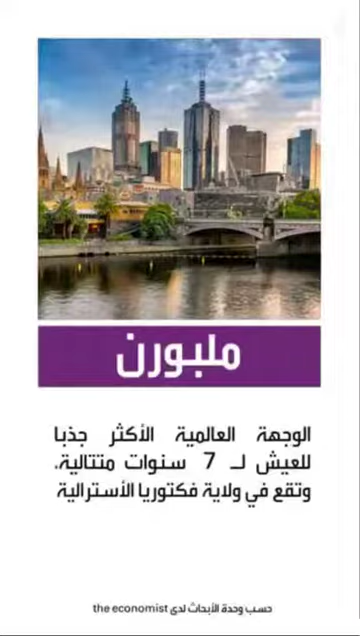 ملبورن
الوجهة العالمية الأكثر جذبا
للعيش لـ 7 سنوات متتالية،
وتقع في ولاية فكتوريا الأسترالية
حسب وحدة الأبحاث لدى the economist